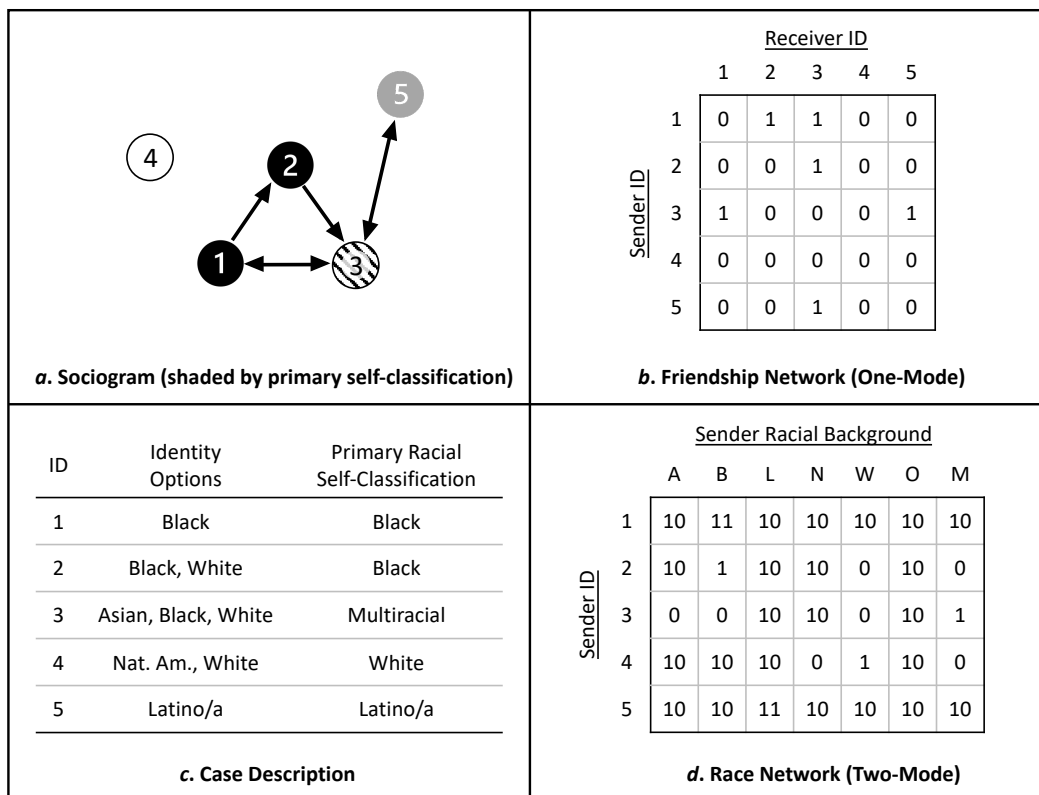 5
4
2
1
3
a. Sociogram (shaded by primary self-classification)
Receiver ID
1 2 3 4 5
Sender ID
1 0 1 1 0 0
2 0 0 1 0 0
3 1 0 0 0 1
4 0 0 0 0 0
5 0 0 1 0 0
b. Friendship Network (One-Mode)
ID Identity Options Primary Racial Self-Classification
1 Black Black
2 Black, White Black
3 Asian, Black, White Multiracial
4 Nat. Am., White White
5 Latino/a Latino/a
c. Case Description
Sender Racial Background
A B L N W O M
Sender ID
1 10 11 10 10 10 10 10
2 10 1 10 10 0 10 0
3 0 0 10 10 0 10 1
4 10 10 10 0 1 10 0
5 10 10 11 10 10 10 10
d. Race Network (Two-Mode)